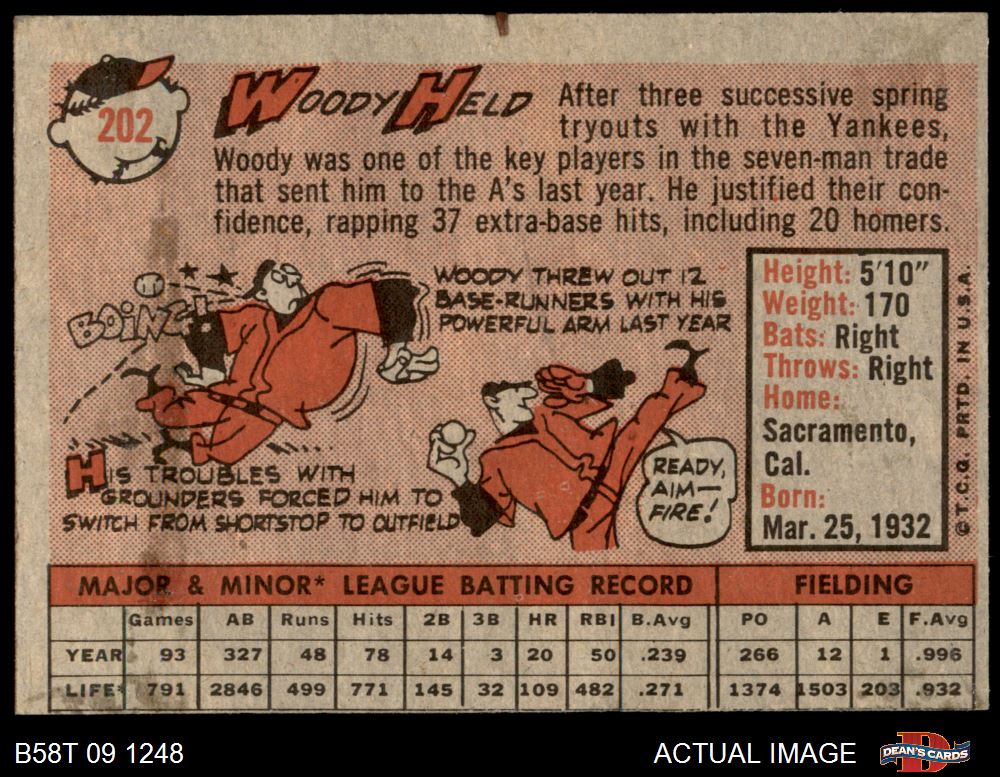 202
WOODY HELD
After three successive spring
tryouts with the Yankees,
Woody was one of the key players in the seven-man trade
that sent him to the A's last year. He justified their con-
fidence, rapping 37 extra-base hits, including 20 homers.
BOING!
WOODY THREW OUT 12
BASE-RUNNERS WITH HIS
POWERFUL ARM LAST YEAR
HIS TROUBLES WITH
GROUNDERS FORCED HIM TO
SWITCH FROM SHORTSTOP TO OUTFIELD
READY,
AIM—
FIRE!
Height: 5'10"
Weight: 170
Bats: Right
Throws: Right
Home:
Sacramento,
Cal.
Born:
Mar. 25, 1932
© T.C.G. PRTD. IN U.S.A.
MAJOR & MINOR* LEAGUE BATTING RECORD FIELDING
Games AB Runs Hits 2B 3B HR RBI B.Avg PO A E F.Avg
YEAR 93 327 48 78 14 3 20 50 .239 266 12 1 .996
LIFE* 791 2846 499 771 145 32 109 482 .271 1374 1503 203 .932
B58T 09 1248 ACTUAL IMAGE DEAN'S CARDS